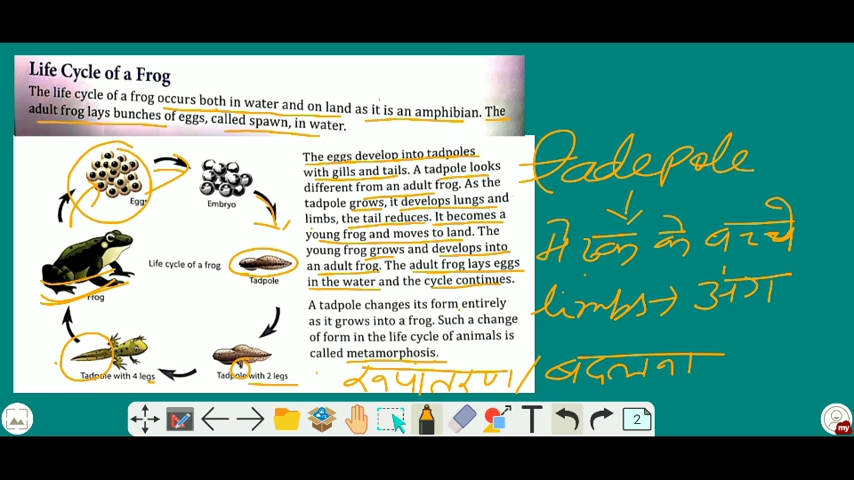 Life Cycle of a Frog
The life cycle of a frog occurs both in water and on land as it is an amphibian. The
adult frog lays bunches of eggs, called spawn, in water.
Eggs
Embryo
Life cycle of a frog
Tadpole
Frog
Tadpole with 4 legs
Tadpole with 2 legs
The eggs develop into tadpoles
with gills and tails. A tadpole looks
different from an adult frog. As the
tadpole grows, it develops lungs and
limbs, the tail reduces. It becomes a
young frog and moves to land. The
young frog grows and develops into
an adult frog. The adult frog lays eggs
in the water and the cycle continues.
A tadpole changes its form entirely
as it grows into a frog. Such a change
of form in the life cycle of animals is
called metamorphosis.
रूपातरण/ बदलना
Tadepole
मेंढक के बच्चे
limbs → अंग
T
2
my